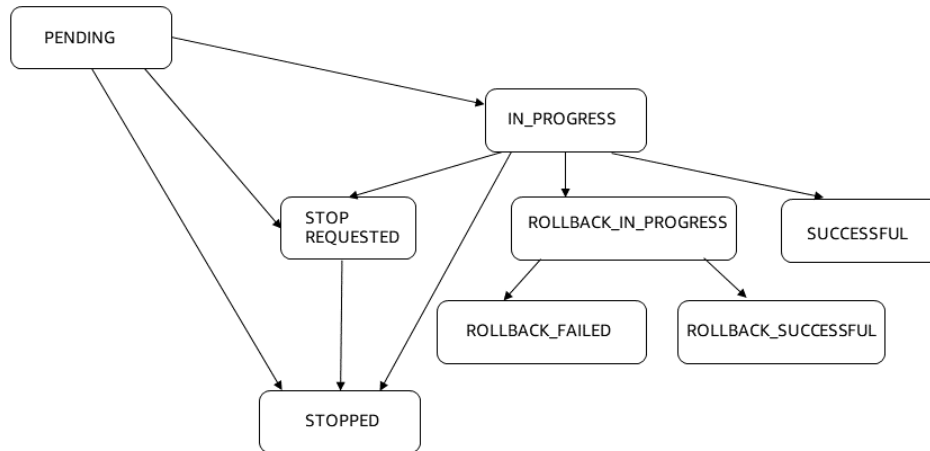 PENDING
IN_PROGRESS
STOP
REQUESTED
ROLLBACK_IN_PROGRESS
SUCCESSFUL
ROLLBACK_FAILED
ROLLBACK_SUCCESSFUL
STOPPED